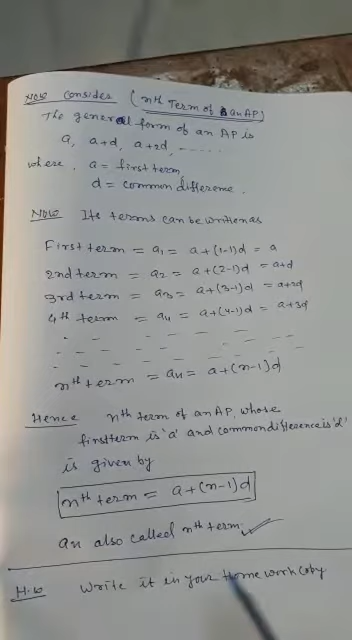 Now consider (nth Term of an AP)
The general form of an AP is
a, a+d, a+2d, ------
where, a = first term
d = common difference.
Now Its terms can be written as
First term = a₁ = a+(1-1)d = a
2nd term = a₂ = a+(2-1)d = a+d
3rd term = a₃ = a+(3-1)d = a+2d
4th term = a₄ = a+(4-1)d = a+3d
nth term = an = a+(n-1)d
Hence nth term of an AP, whose
first term is 'a' and common difference is 'd'
is given by
nth term = a+(n-1)d
an also called nth term.
H.W Write it in your Home work copy